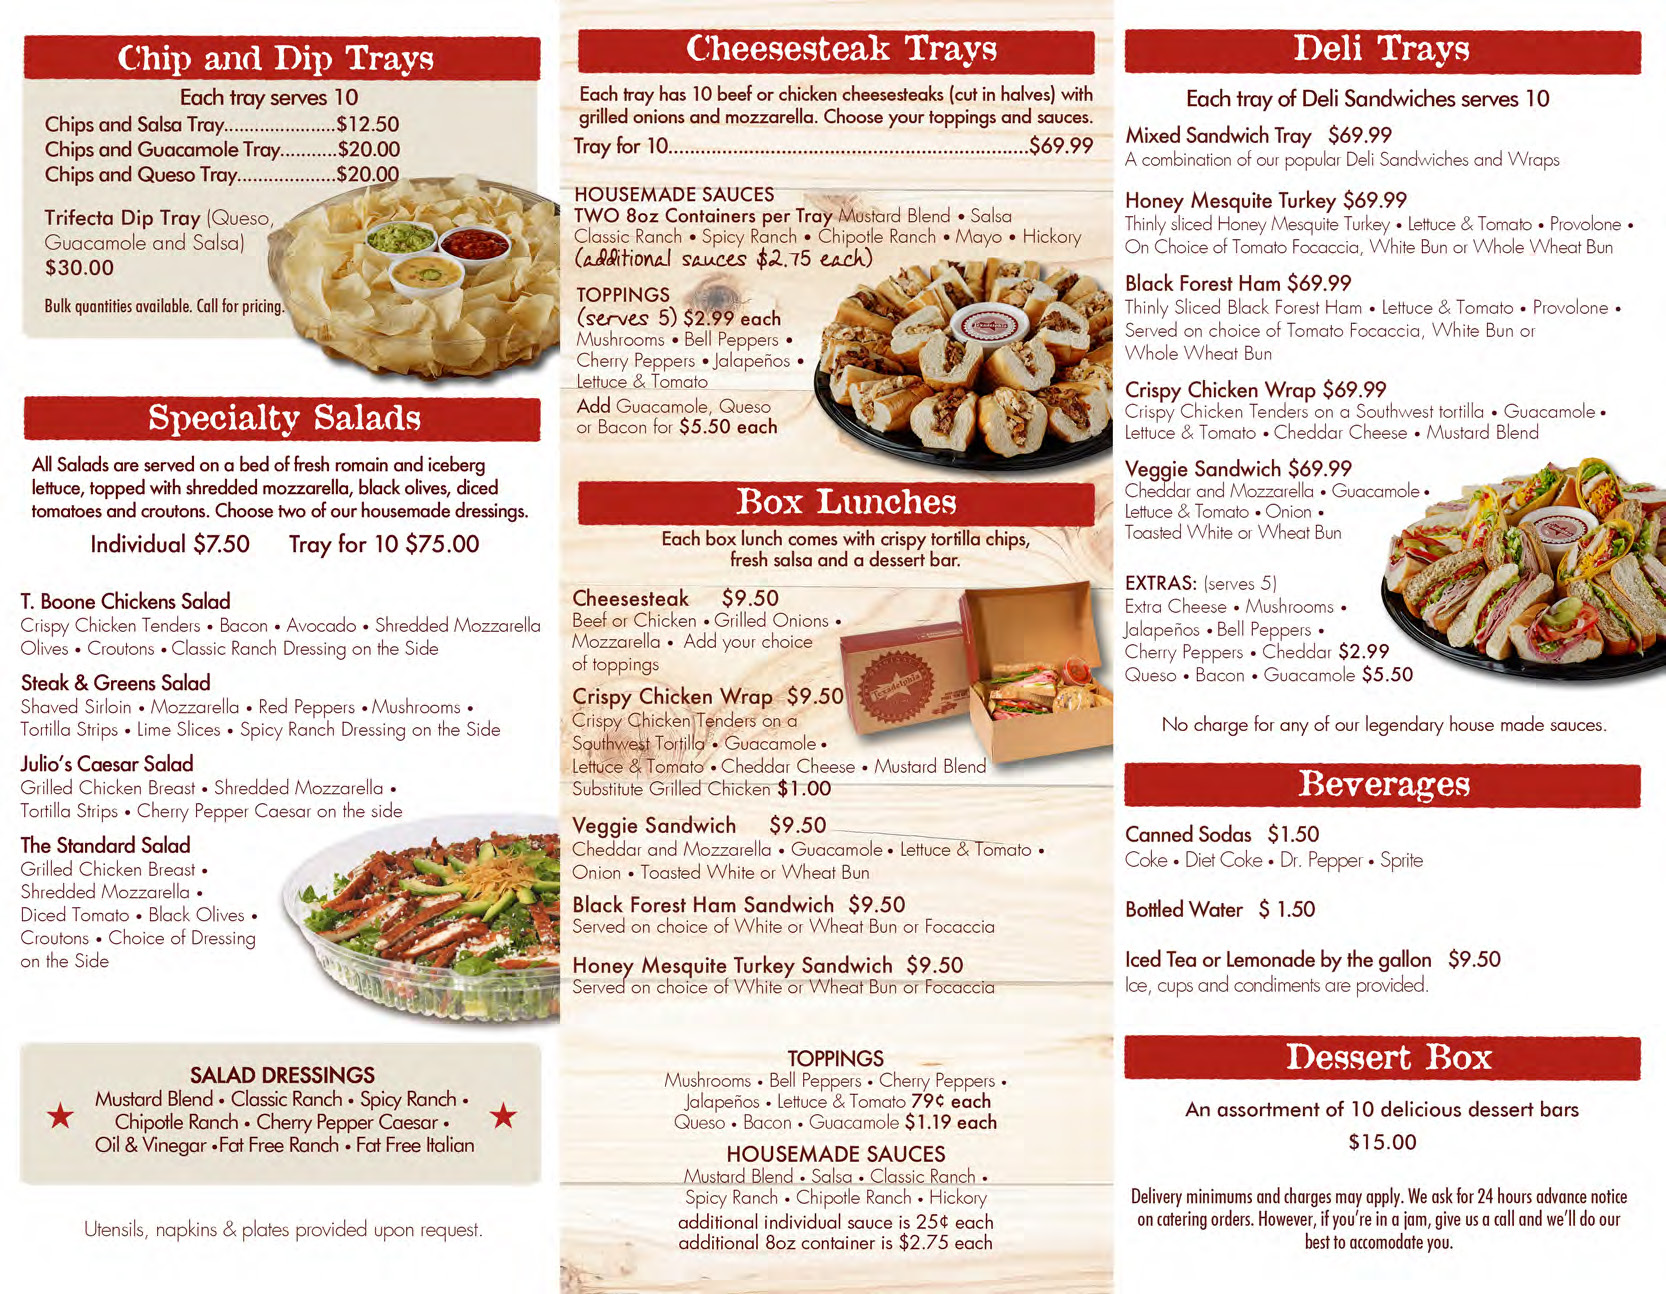 Chip and Dip Trays
Each tray serves 10
Chips and Salsa Tray......................$12.50
Chips and Guacamole Tray...........$20.00
Chips and Queso Tray...................$20.00
Trifecta Dip Tray (Queso,
Guacamole and Salsa)
$30.00
Bulk quantities available. Call for pricing.
Specialty Salads
All Salads are served on a bed of fresh romain and iceberg
lettuce, topped with shredded mozzarella, black olives, diced
tomatoes and croutons. Choose two of our housemade dressings.
Individual $7.50 Tray for 10 $75.00
T. Boone Chickens Salad
Crispy Chicken Tenders • Bacon • Avocado • Shredded Mozzarella
Olives • Croutons • Classic Ranch Dressing on the Side
Steak & Greens Salad
Shaved Sirloin • Mozzarella • Red Peppers • Mushrooms •
Tortilla Strips • Lime Slices • Spicy Ranch Dressing on the Side
Julio's Caesar Salad
Grilled Chicken Breast • Shredded Mozzarella •
Tortilla Strips • Cherry Pepper Caesar on the side
The Standard Salad
Grilled Chicken Breast •
Shredded Mozzarella •
Diced Tomato • Black Olives •
Croutons • Choice of Dressing
on the Side
SALAD DRESSINGS
Mustard Blend • Classic Ranch • Spicy Ranch •
Chipotle Ranch • Cherry Pepper Caesar •
Oil & Vinegar •Fat Free Ranch • Fat Free Italian
Utensils, napkins & plates provided upon request.
Cheesesteak Trays
Each tray has 10 beef or chicken cheesesteaks (cut in halves) with
grilled onions and mozzarella. Choose your toppings and sauces.
Tray for 10....................................................................$69.99
HOUSEMADE SAUCES
TWO 8oz Containers per Tray Mustard Blend • Salsa
Classic Ranch • Spicy Ranch • Chipotle Ranch • Mayo • Hickory
(additional sauces $2.75 each)
TOPPINGS
(serves 5) $2.99 each
Mushrooms • Bell Peppers •
Cherry Peppers • Jalapeños •
Lettuce & Tomato
Add Guacamole, Queso
or Bacon for $5.50 each
Texadelphia
Box Lunches
Each box lunch comes with crispy tortilla chips,
fresh salsa and a dessert bar.
Cheesesteak $9.50
Beef or Chicken • Grilled Onions •
Mozzarella • Add your choice
of toppings
Texadelphia
Crispy Chicken Wrap $9.50
Crispy Chicken Tenders on a
Southwest Tortilla • Guacamole •
Lettuce & Tomato • Cheddar Cheese • Mustard Blend
Substitute Grilled Chicken $1.00
Veggie Sandwich $9.50
Cheddar and Mozzarella • Guacamole • Lettuce & Tomato •
Onion • Toasted White or Wheat Bun
Black Forest Ham Sandwich $9.50
Served on choice of White or Wheat Bun or Focaccia
Honey Mesquite Turkey Sandwich $9.50
Served on choice of White or Wheat Bun or Focaccia
TOPPINGS
Mushrooms • Bell Peppers • Cherry Peppers •
Jalapeños • Lettuce & Tomato 79¢ each
Queso • Bacon • Guacamole $1.19 each
HOUSEMADE SAUCES
Mustard Blend • Salsa • Classic Ranch •
Spicy Ranch • Chipotle Ranch • Hickory
additional individual sauce is 25¢ each
additional 8oz container is $2.75 each
Deli Trays
Each tray of Deli Sandwiches serves 10
Mixed Sandwich Tray $69.99
A combination of our popular Deli Sandwiches and Wraps
Honey Mesquite Turkey $69.99
Thinly sliced Honey Mesquite Turkey • Lettuce & Tomato • Provolone •
On Choice of Tomato Focaccia, White Bun or Whole Wheat Bun
Black Forest Ham $69.99
Thinly Sliced Black Forest Ham • Lettuce & Tomato • Provolone •
Served on choice of Tomato Focaccia, White Bun or
Whole Wheat Bun
Crispy Chicken Wrap $69.99
Crispy Chicken Tenders on a Southwest tortilla • Guacamole •
Lettuce & Tomato • Cheddar Cheese • Mustard Blend
Veggie Sandwich $69.99
Cheddar and Mozzarella • Guacamole •
Lettuce & Tomato • Onion •
Toasted White or Wheat Bun
EXTRAS: (serves 5)
Extra Cheese • Mushrooms •
Jalapeños • Bell Peppers •
Cherry Peppers • Cheddar $2.99
Queso • Bacon • Guacamole $5.50
No charge for any of our legendary house made sauces.
Beverages
Canned Sodas $1.50
Coke • Diet Coke • Dr. Pepper • Sprite
Bottled Water $ 1.50
Iced Tea or Lemonade by the gallon $9.50
Ice, cups and condiments are provided.
Dessert Box
An assortment of 10 delicious dessert bars
$15.00
Delivery minimums and charges may apply. We ask for 24 hours advance notice
on catering orders. However, if you're in a jam, give us a call and we'll do our
best to accomodate you.